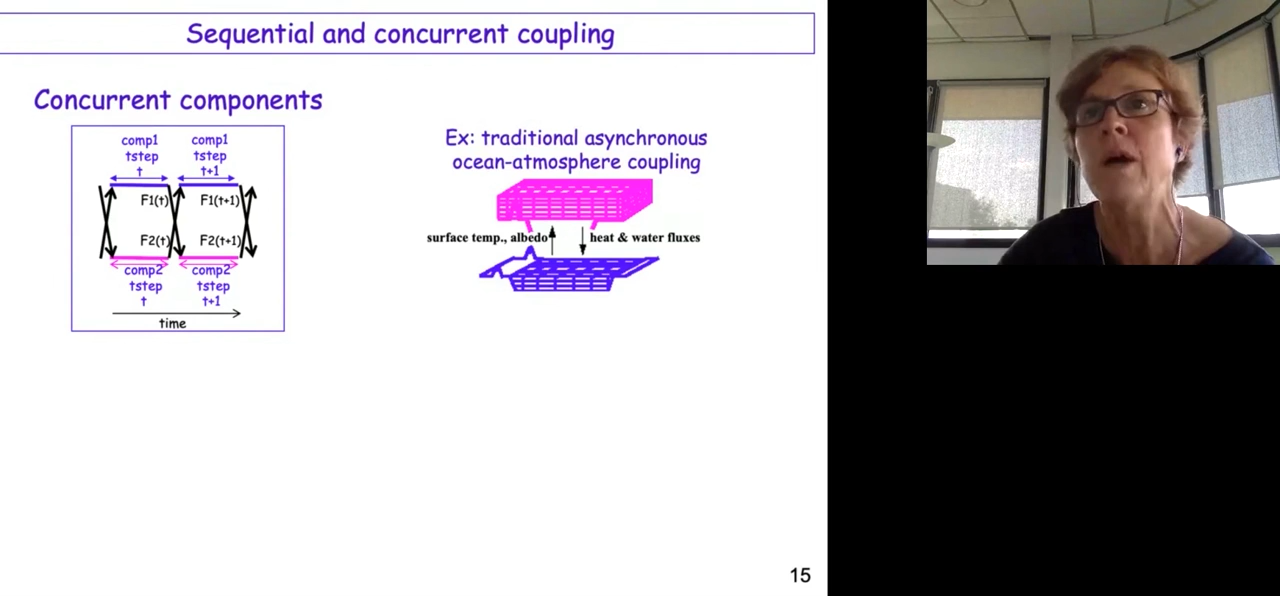 Sequential and concurrent coupling
Concurrent components
comp1 comp1
tstep tstep
t t+1
F1(t) F1(t+1)
F2(t) F2(t+1)
comp2 comp2
tstep tstep
t t+1
time
Ex: traditional asynchronous
ocean-atmosphere coupling
surface temp., albedo heat & water fluxes
15